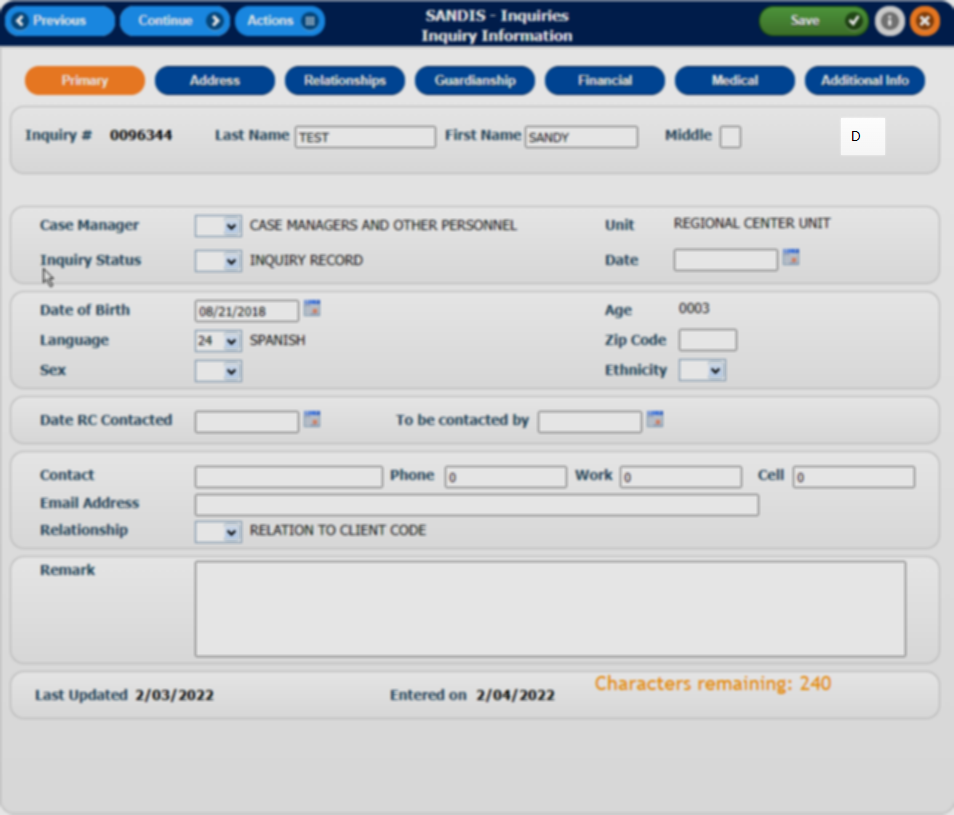 Previous Continue Actions SANDIS - Inquiries Save
Inquiry Information
Primary Address Relationships Guardianship Financial Medical Additional Info
Inquiry # 0096344 Last Name TEST First Name SANDY Middle D
Case Manager CASE MANAGERS AND OTHER PERSONNEL Unit REGIONAL CENTER UNIT
Inquiry Status INQUIRY RECORD Date
Date of Birth 08/21/2018 Age 0003
Language 24 SPANISH Zip Code
Sex Ethnicity
Date RC Contacted To be contacted by
Contact Phone 0 Work 0 Cell 0
Email Address
Relationship RELATION TO CLIENT CODE
Remark
Characters remaining: 240
Last Updated 2/03/2022 Entered on 2/04/2022